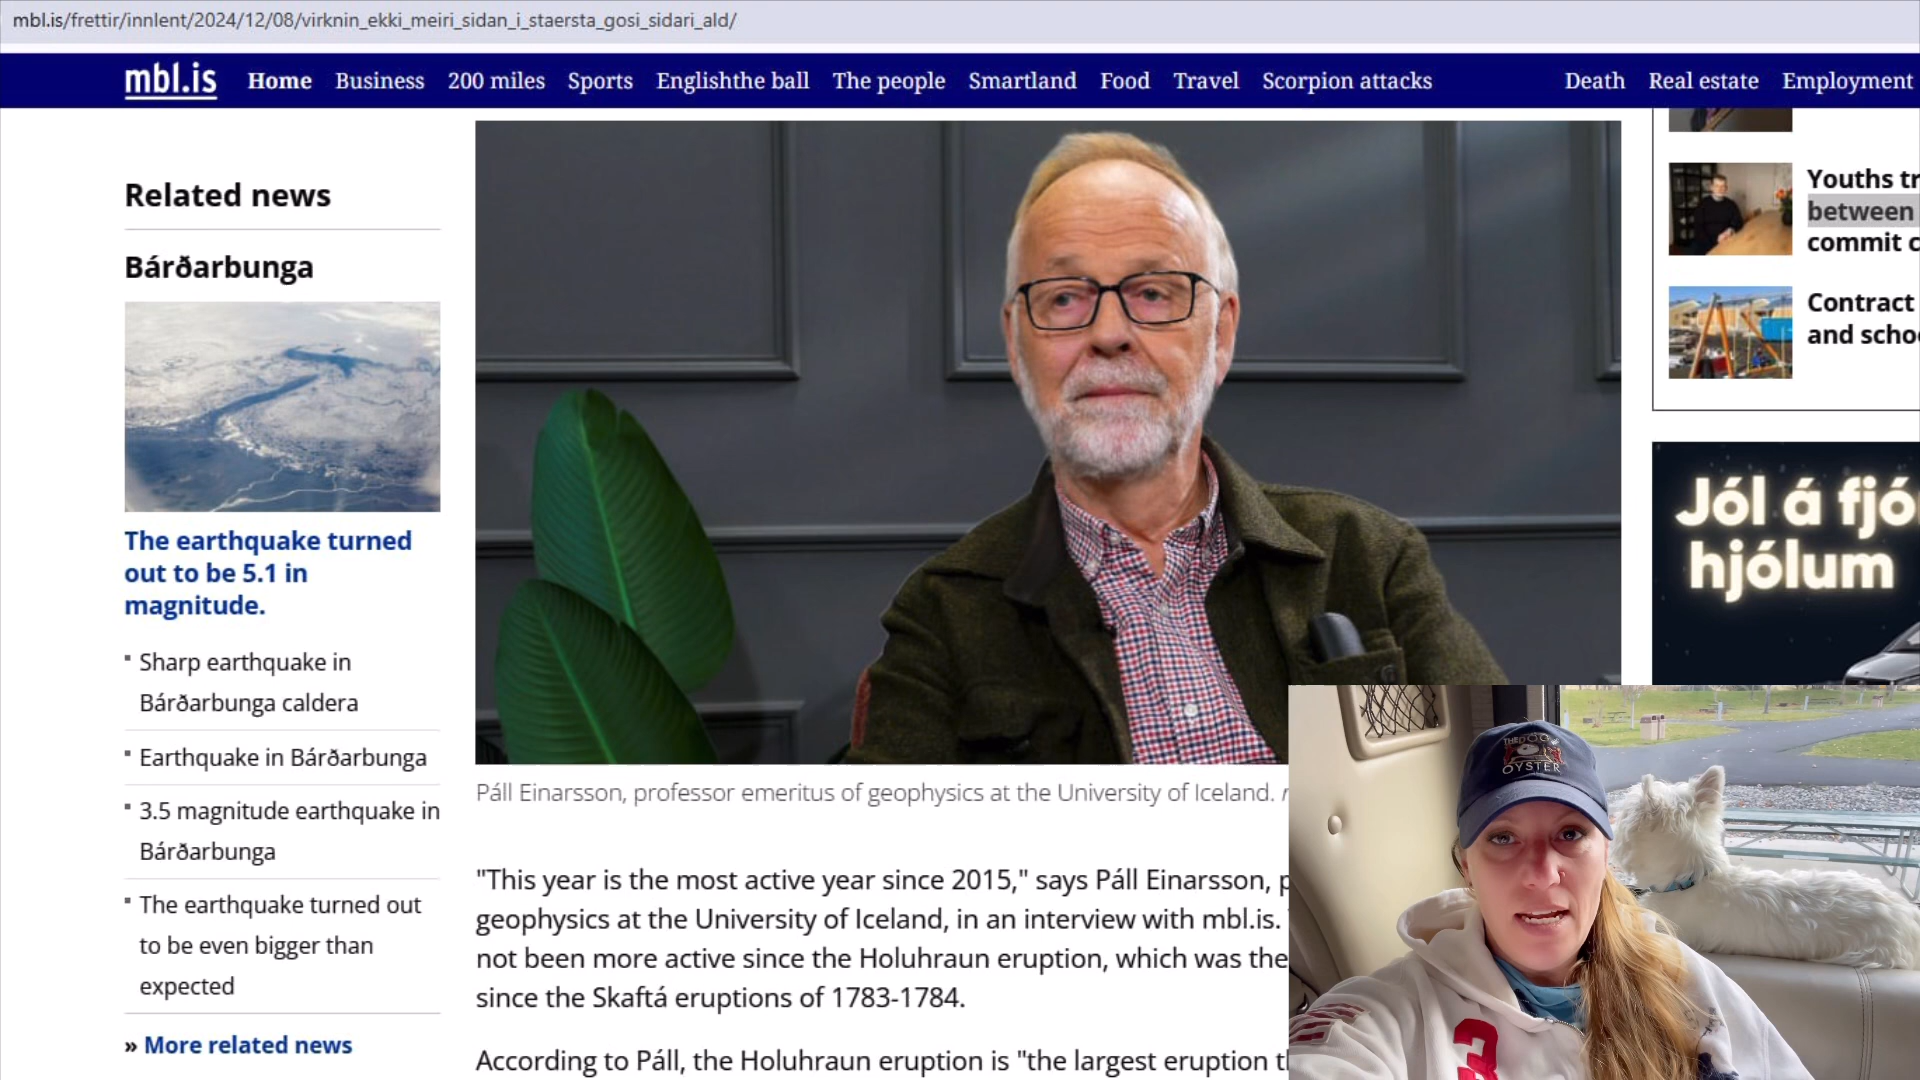 mbl.is/frettir/innlent/2024/12/08/virknin_ekki_meiri_sidan_i_staersta_gosi_sidari_ald/
mbl.is Home Business 200 miles Sports Englishthe ball The people Smartland Food Travel Scorpion attacks Death Real estate Employment
Related news
Bárðarbunga
The earthquake turned
out to be 5.1 in
magnitude.
Sharp earthquake in
Bárðarbunga caldera
Earthquake in Bárðarbunga
3.5 magnitude earthquake in
Bárðarbunga
The earthquake turned out
to be even bigger than
expected
» More related news
Páll Einarsson, professor emeritus of geophysics at the University of Iceland.
"This year is the most active year since 2015," says Páll Einarsson, p
geophysics at the University of Iceland, in an interview with mbl.is.
not been more active since the Holuhraun eruption, which was the
since the Skaftá eruptions of 1783-1784.
According to Páll, the Holuhraun eruption is "the largest eruption t
Youths tr
between
commit c
Contract
and scho
Jól á fjó
hjólum
OYSTER
3